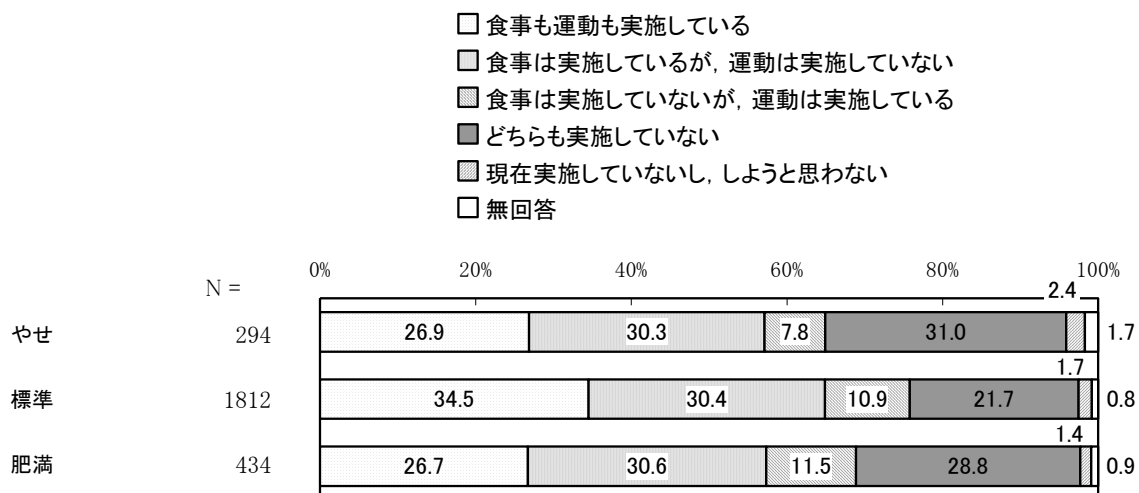 食事も運動も実施している
食事は実施しているが，運動は実施していない
食事は実施していないが，運動は実施している
どちらも実施していない
現在実施していないし，しようと思わない
無回答
0% 20% 40% 60% 80% 100%
N =
2.4
やせ 294 26.9 30.3 7.8 31.0 1.7
1.7
標準 1812 34.5 30.4 10.9 21.7 0.8
1.4
肥満 434 26.7 30.6 11.5 28.8 0.9